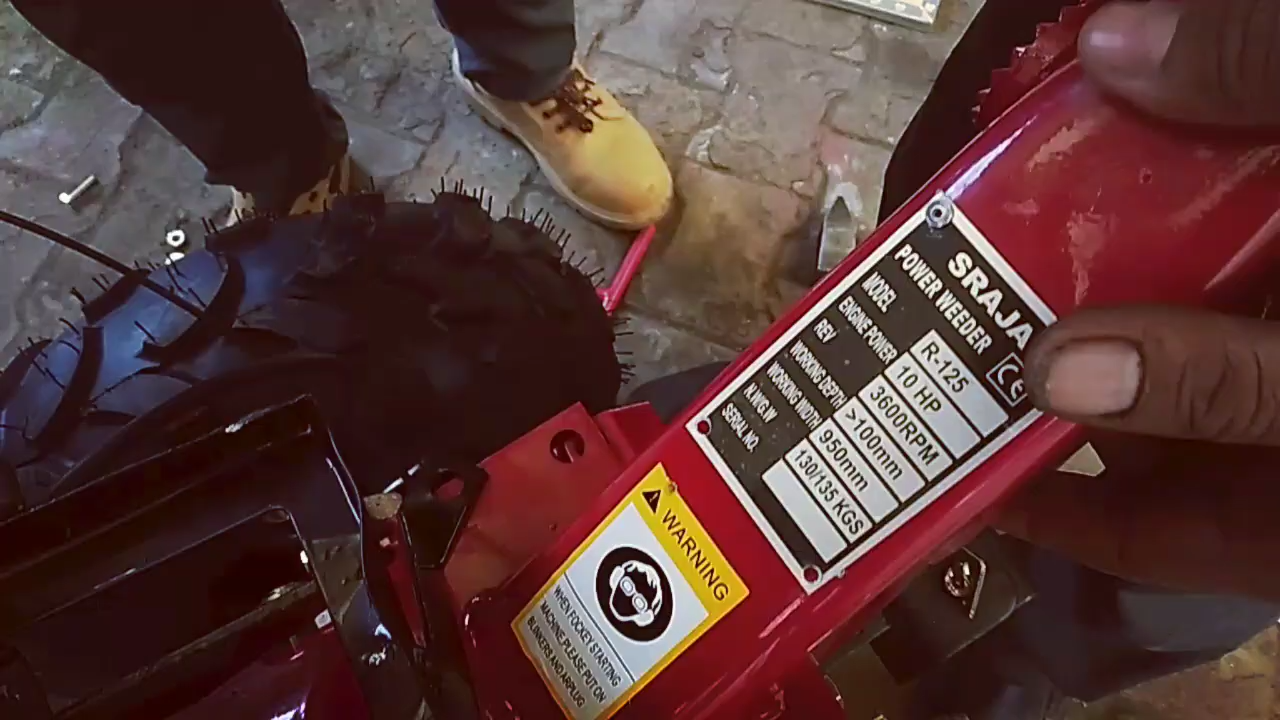 SRAJA
POWER WEEDER
CE
MODEL R-125
ENGINE POWER 10 HP
REV 3600RPM
WORKING DEPTH >100mm
WORKING WIDTH 950mm
N.W/G.W 130/135 KGS
SERIAL NO.
WARNING
WHEN FOCKEY STARTING
MACHINE.PLEASE PUT ON
BLINKERS AND ARPLUG